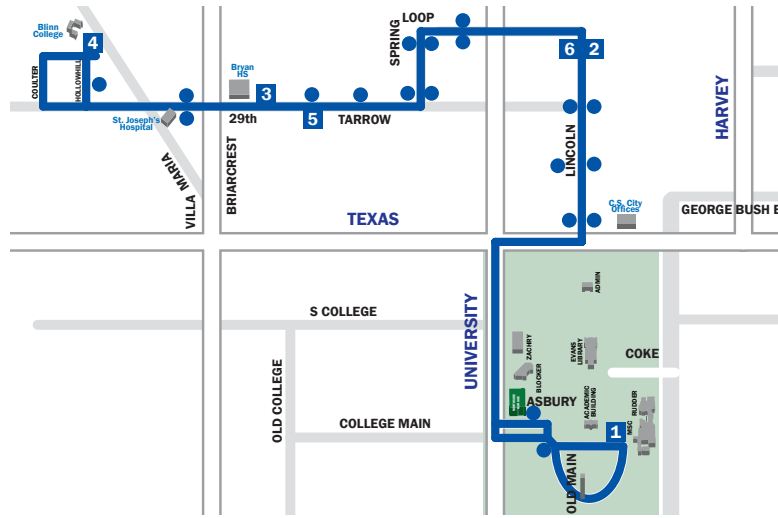 LOOP
SPRING
Blinn
College
4
6
2
COULTER
HOLLOWHILL
Bryan
HS
3
5
29th
TARROW
St. Joseph's
Hospital
VILLA MARIA
BRIARCREST
LINCOLN
HARVEY
C.S. City
Offices
GEORGE BUSH E
TEXAS
ADMIN
S COLLEGE
UNIVERSITY
ZACHRY
EVANS
LIBRARY
COKE
BLOCKER
ASBURY
ACADEMIC
BUILDING
RUDDER
MSC
1
OLD COLLEGE
COLLEGE MAIN
OLD MAIN